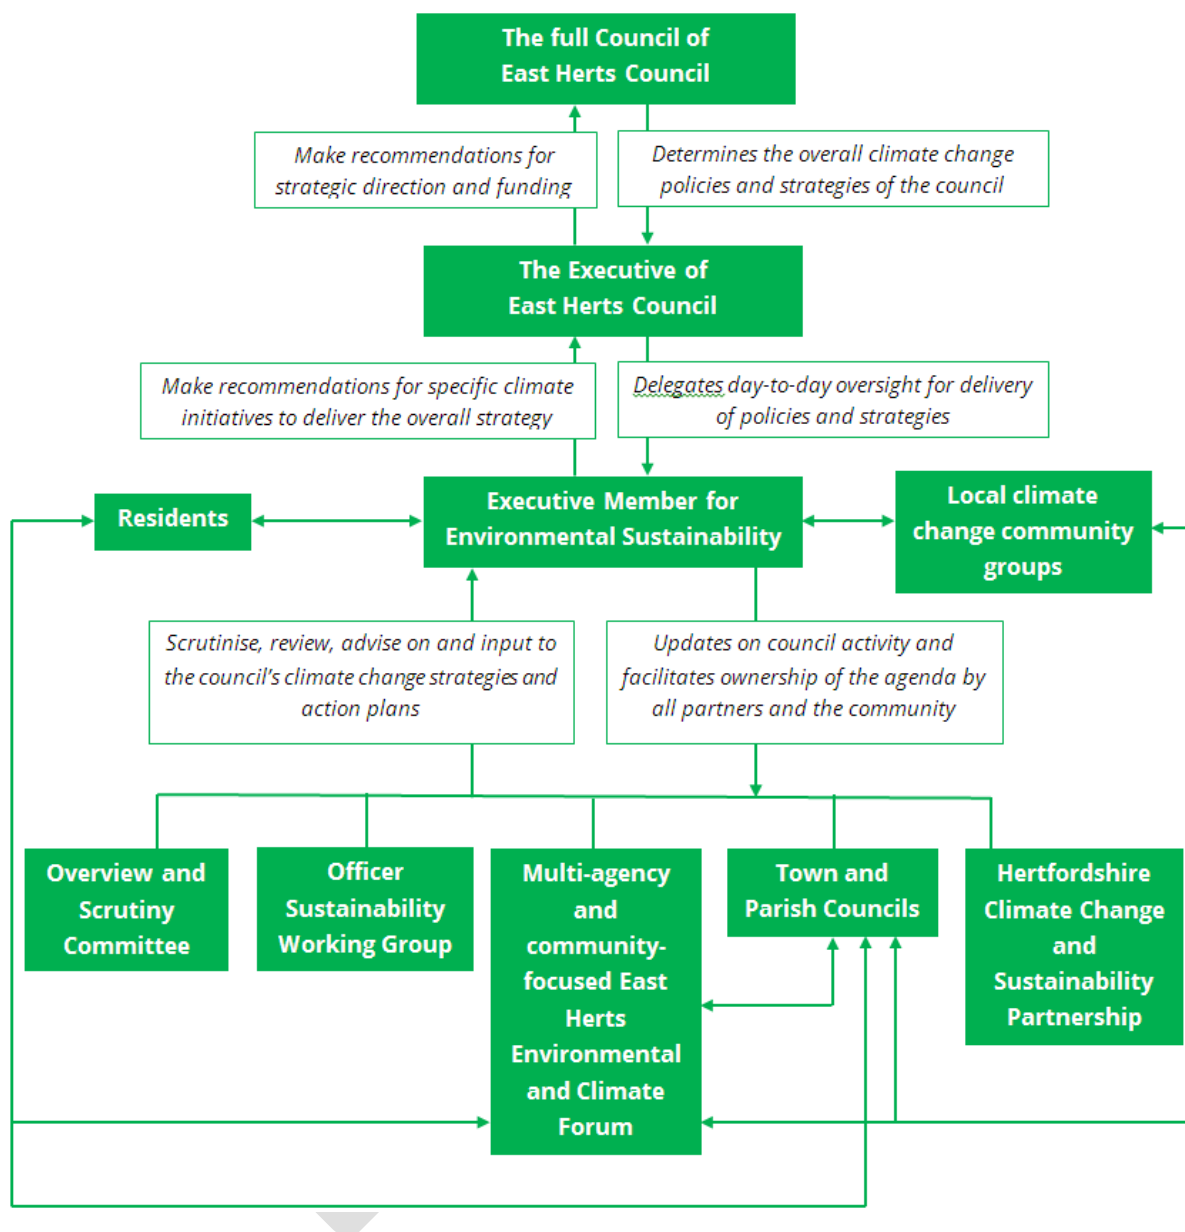 The full Council of
East Herts Council
Make recommendations for
strategic direction and funding
Determines the overall climate change
policies and strategies of the council
The Executive of
East Herts Council
Make recommendations for specific climate
initiatives to deliver the overall strategy
Delegates day-to-day oversight for delivery
of policies and strategies
Residents
Executive Member for
Environmental Sustainability
Local climate
change community
groups
Scrutinise, review, advise on and input to
the council's climate change strategies and
action plans
Updates on council activity and
facilitates ownership of the agenda by
all partners and the community
Overview and
Scrutiny
Committee
Officer
Sustainability
Working Group
Multi-agency
and
community-
focused East
Herts
Environmental
and Climate
Forum
Town and
Parish Councils
Hertfordshire
Climate Change
and
Sustainability
Partnership